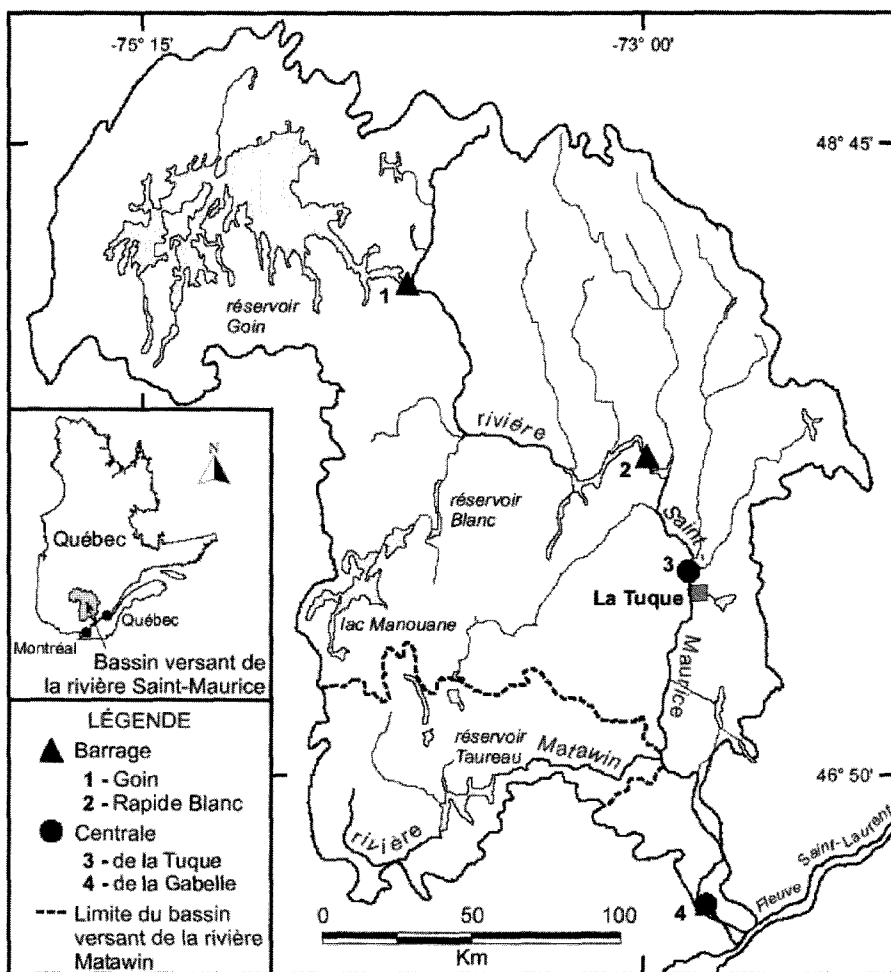 -75° 15'
-73° 00'
48° 45'
réservoir
Goin
1
rivière
2
réservoir
Blanc
Saint
3
La Tuque
lac Manouane
Maurice
réservoir
Taureau
Matawin
rivière
46° 50'
4
Fleuve
Saint-Laurent
0
50
100
Km
N
Québec
Québec
Montréal
Bassin versant de
la rivière Saint-Maurice
LÉGENDE
Barrage
1 - Goin
2 - Rapide Blanc
Centrale
3 - de la Tuque
4 - de la Gabelle
Limite du bassin
versant de la rivière
Matawin